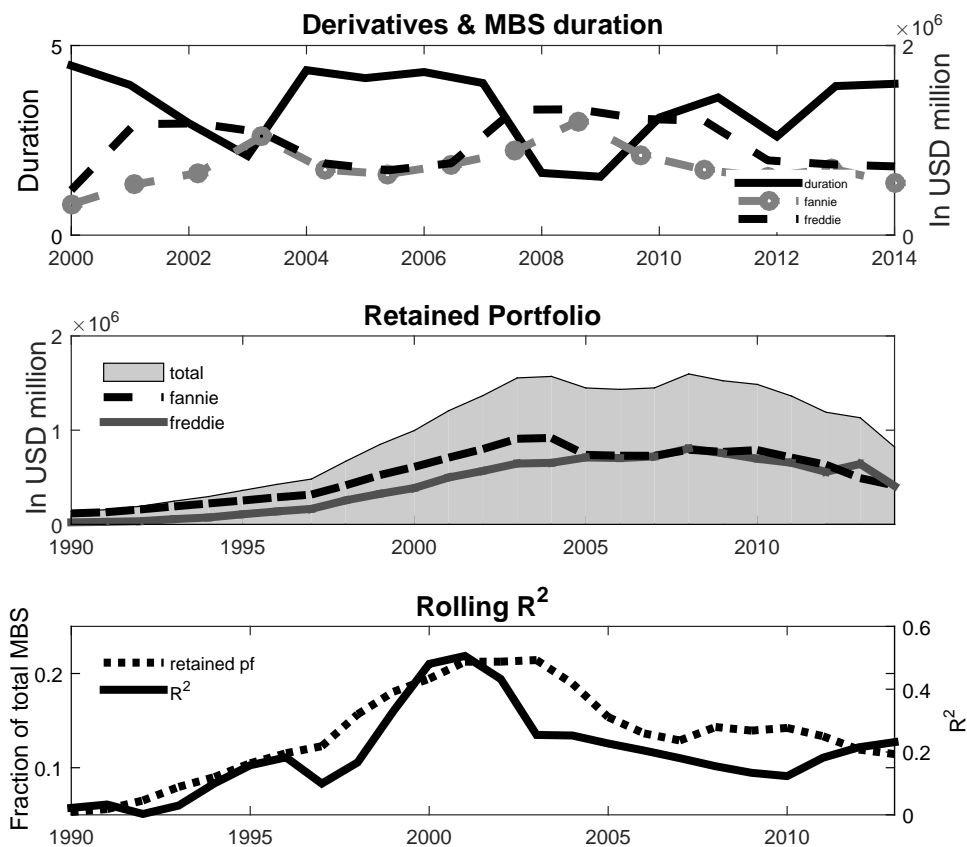 Derivatives & MBS duration
×10^6
5
2
Duration
In USD million
duration
fannie
freddie
0
0
2000
2002
2004
2006
2008
2010
2012
2014
Retained Portfolio
×10^6
2
In USD million
total
fannie
freddie
1
0
1990
1995
2000
2005
2010
Rolling R²
0.6
Fraction of total MBS
retained pf
R²
0.2
0.4
R²
0.2
0.1
0
1990
1995
2000
2005
2010